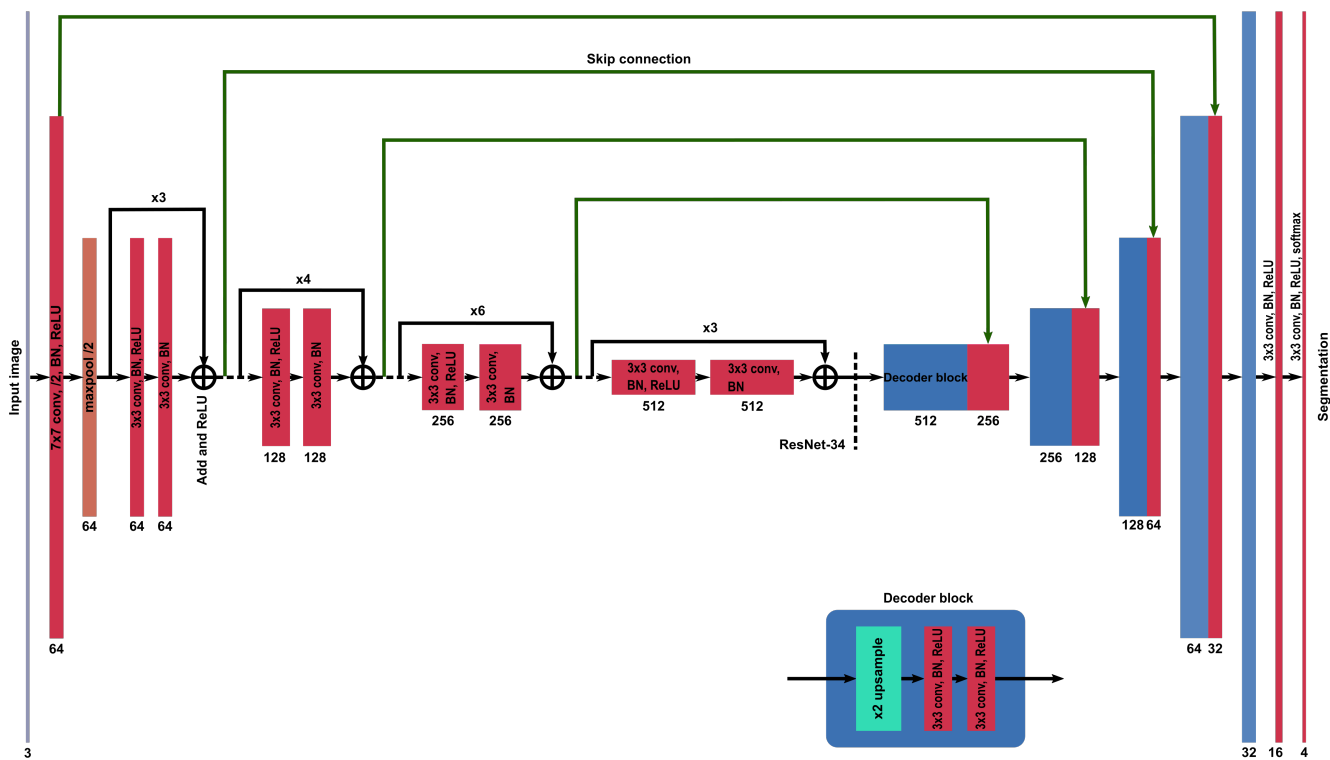 Skip connection
x3
x4
x6
x3
Input image
3
7x7 conv, /2, BN, ReLU
64
maxpool /2
64
3x3 conv, BN, ReLU
64
3x3 conv, BN
64
Add and ReLU
3x3 conv, BN, ReLU
128
3x3 conv, BN
128
3x3 conv,
BN, ReLU
256
3x3 conv,
BN
256
3x3 conv,
BN, ReLU
512
3x3 conv,
BN
512
ResNet-34
Decoder block
512
256
256
128
128
64
64
32
32
3x3 conv, BN, ReLU
16
3x3 conv, BN, ReLU, softmax
4
Segmentation
Decoder block
x2 upsample
3x3 conv, BN, ReLU
3x3 conv, BN, ReLU